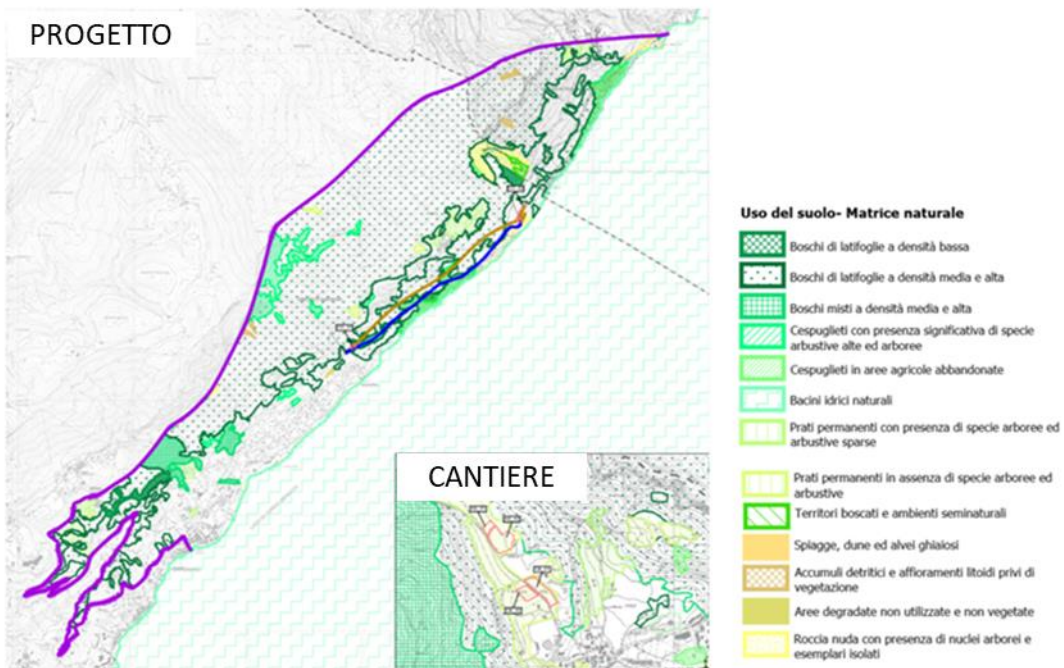 PROGETTO
CANTIERE
Uso del suolo- Matrice naturale
Boschi di latifoglie a densità bassa
Boschi di latifoglie a densità media e alta
Boschi misti a densità media e alta
Cespuglieti con presenza significativa di specie
arbustive alte ed arboree
Cespuglieti in aree agricole abbandonate
Bacini idrici naturali
Prati permanenti con presenza di specie arboree ed
arbustive sparse
Prati permanenti in assenza di specie arboree ed
arbustive
Territori boscati e ambienti seminaturali
Spiagge, dune ed alvei ghiaiosi
Accumuli detritici e affioramenti litoidi privi di
vegetazione
Aree degradate non utilizzate e non vegetate
Roccia nuda con presenza di nuclei arborei e
esemplari isolati